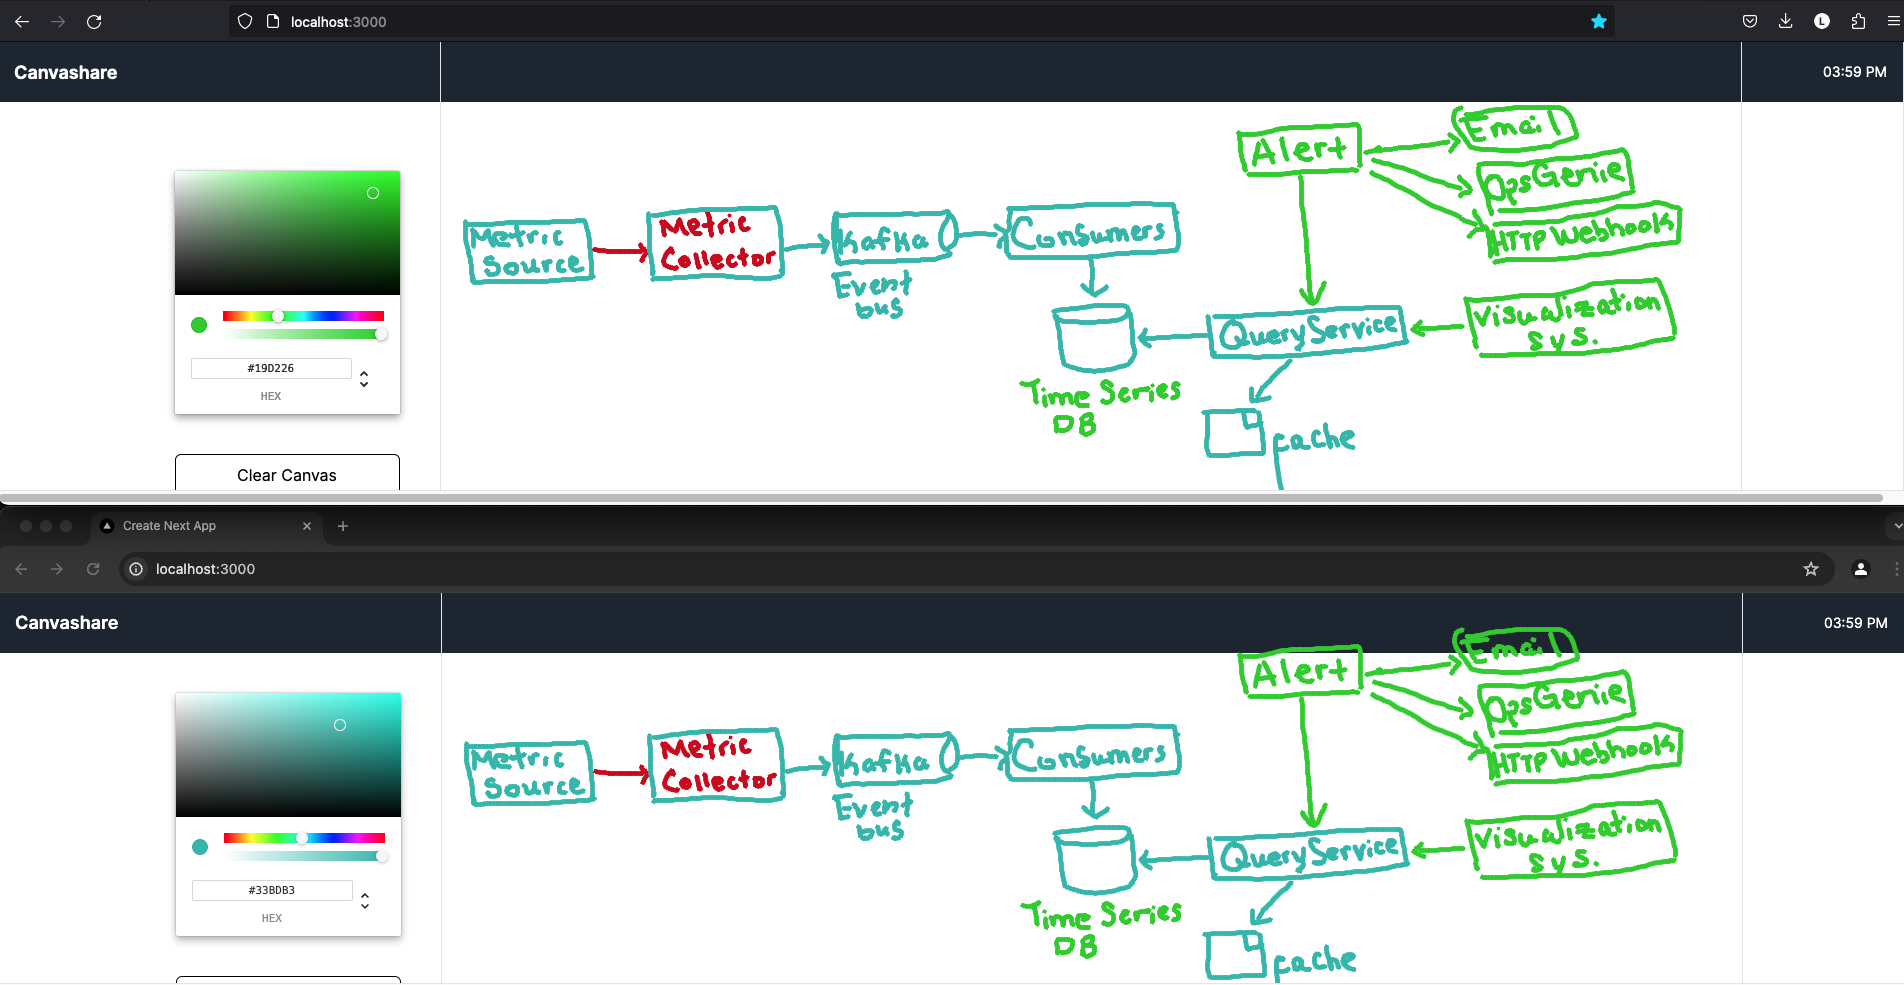 localhost:3000
L
Canvashare
03:59 PM
Email
Alert
OpsGenie
HTTP Webhook
Metric
Source
Metric
Collector
Kafka
Consumers
Event
bus
Query Service
Visualization
sys.
#19D226
HEX
Time Series
DB
cache
Clear Canvas
Create Next App
localhost:3000
Canvashare
03:59 PM
Email
Alert
OpsGenie
HTTP Webhook
Metric
Source
Metric
Collector
Kafka
Consumers
Event
bus
Query Service
Visualization
sys.
#33BDB3
HEX
Time Series
DB
cache